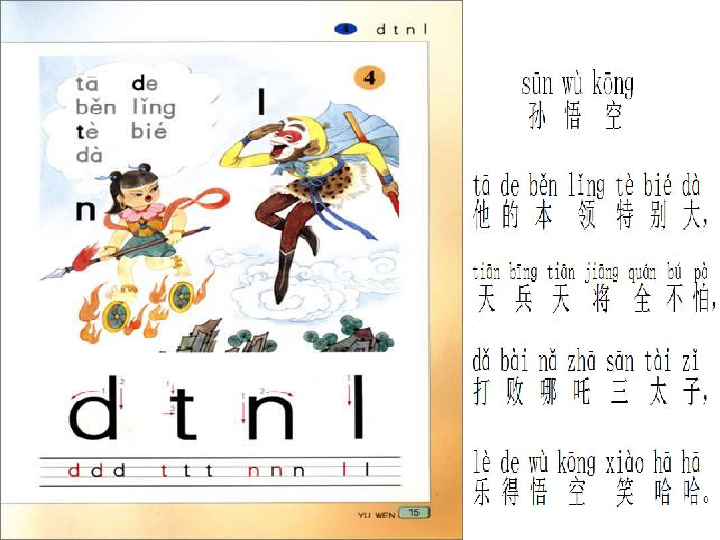 d t n l
tā de
běn lǐng
tè bié
dà
4
l
n
d t n l
d d d t t t n n n l l
YU WEN 15
sūn wù kōng
孙 悟 空
tā de běn lǐng tè bié dà
他 的 本 领 特 别 大，
tiān bīng tiān jiāng quán bú pà
天 兵 天 将 全 不 怕，
dǎ bài nǎ zhā sān tài zǐ
打 败 哪 吒 三 太 子，
lè de wù kōng xiào hā hā
乐 得 悟 空 笑 哈 哈。